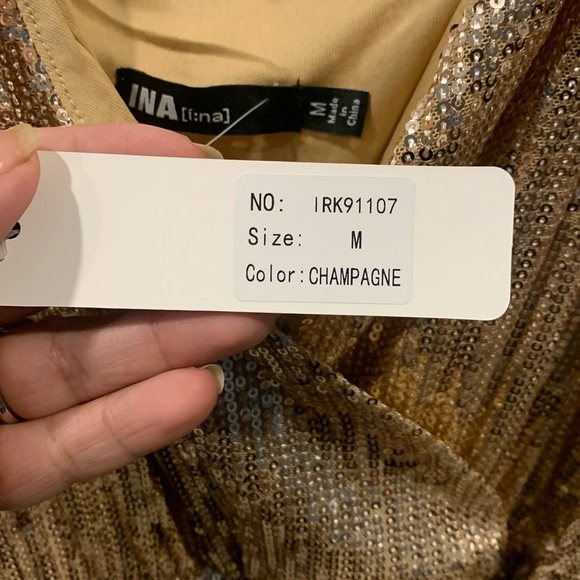 INA [i:na]
M
Made in
China
NO: IRK91107
Size: M
Color: CHAMPAGNE